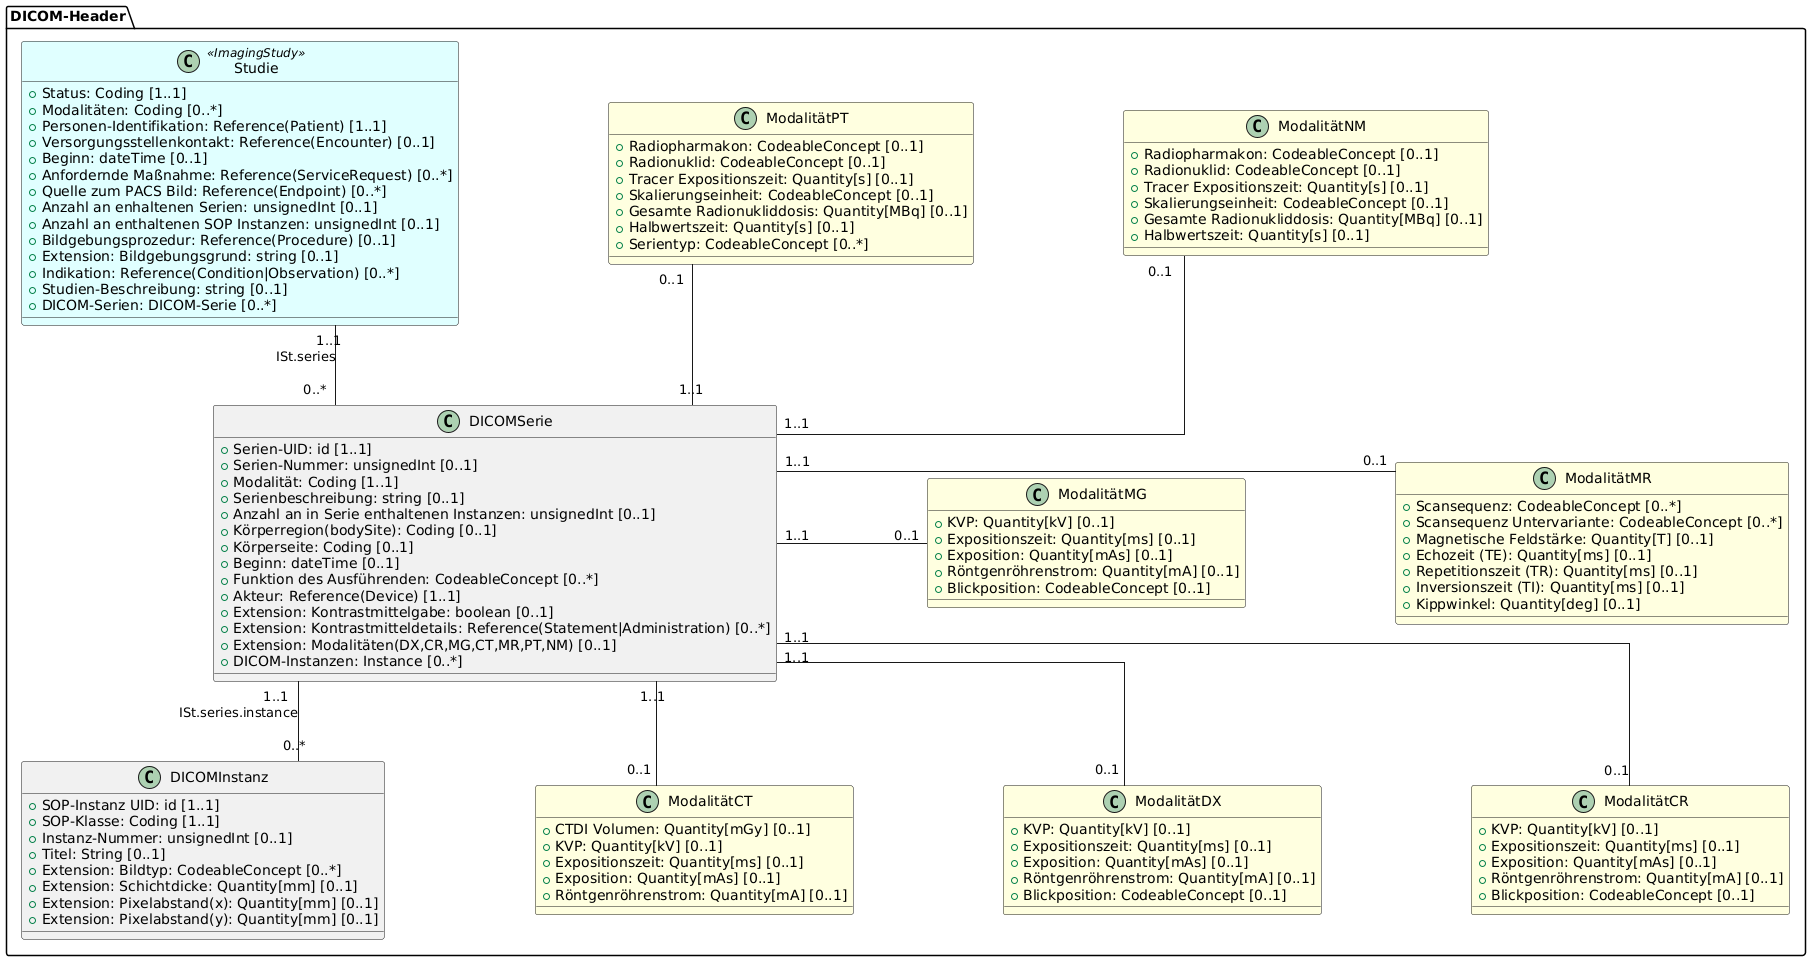 DICOM-Header
«ImagingStudy»
Studie
Status: Coding [1..1]
Modalitäten: Coding [0..*]
Personen-Identifikation: Reference(Patient) [1..1]
Versorgungsstellenkontakt: Reference(Encounter) [0..1]
Beginn: dateTime [0..1]
Anfordernde Maßnahme: Reference(ServiceRequest) [0..*]
Quelle zum PACS Bild: Reference(Endpoint) [0..*]
Anzahl an enhaltenen Serien: unsignedInt [0..1]
Anzahl an enthaltenen SOP Instanzen: unsignedInt [0..1]
Bildgebungsprozedur: Reference(Procedure) [0..1]
Extension: Bildgebungsgrund: string [0..1]
Indikation: Reference(Condition|Observation) [0..*]
Studien-Beschreibung: string [0..1]
DICOM-Serien: DICOM-Serie [0..*]
ModalitätPT
Radiopharmakon: CodeableConcept [0..1]
Radionuklid: CodeableConcept [0..1]
Tracer Expositionszeit: Quantity[s] [0..1]
Skalierungseinheit: CodeableConcept [0..1]
Gesamte Radionukliddosis: Quantity[MBq] [0..1]
Halbwertszeit: Quantity[s] [0..1]
Serientyp: CodeableConcept [0..*]
ModalitätNM
Radiopharmakon: CodeableConcept [0..1]
Radionuklid: CodeableConcept [0..1]
Tracer Expositionszeit: Quantity[s] [0..1]
Skalierungseinheit: CodeableConcept [0..1]
Gesamte Radionukliddosis: Quantity[MBq] [0..1]
Halbwertszeit: Quantity[s] [0..1]
1..1
ISt.series
0..*
0..1
1..1
0..1
1..1
DICOMSerie
Serien-UID: id [1..1]
Serien-Nummer: unsignedInt [0..1]
Modalität: Coding [1..1]
Serienbeschreibung: string [0..1]
Anzahl an in Serie enthaltenen Instanzen: unsignedInt [0..1]
Körperregion(bodySite): Coding [0..1]
Körperseite: Coding [0..1]
Beginn: dateTime [0..1]
Funktion des Ausführenden: CodeableConcept [0..*]
Akteur: Reference(Device) [1..1]
Extension: Kontrastmittelgabe: boolean [0..1]
Extension: Kontrastmitteldetails: Reference(Statement|Administration) [0..*]
Extension: Modalitäten(DX,CR,MG,CT,MR,PT,NM) [0..1]
DICOM-Instanzen: Instance [0..*]
1..1
0..1
1..1
0..1
ModalitätMG
KVP: Quantity[kV] [0..1]
Expositionszeit: Quantity[ms] [0..1]
Exposition: Quantity[mAs] [0..1]
Röntgenröhrenstrom: Quantity[mA] [0..1]
Blickposition: CodeableConcept [0..1]
ModalitätMR
Scansequenz: CodeableConcept [0..*]
Scansequenz Untervariante: CodeableConcept [0..*]
Magnetische Feldstärke: Quantity[T] [0..1]
Echozeit (TE): Quantity[ms] [0..1]
Repetitionszeit (TR): Quantity[ms] [0..1]
Inversionszeit (TI): Quantity[ms] [0..1]
Kippwinkel: Quantity[deg] [0..1]
1..1
1..1
1..1
ISt.series.instance
0..*
1..1
0..1
0..1
0..1
DICOMInstanz
SOP-Instanz UID: id [1..1]
SOP-Klasse: Coding [1..1]
Instanz-Nummer: unsignedInt [0..1]
Titel: String [0..1]
Extension: Bildtyp: CodeableConcept [0..*]
Extension: Schichtdicke: Quantity[mm] [0..1]
Extension: Pixelabstand(x): Quantity[mm] [0..1]
Extension: Pixelabstand(y): Quantity[mm] [0..1]
ModalitätCT
CTDI Volumen: Quantity[mGy] [0..1]
KVP: Quantity[kV] [0..1]
Expositionszeit: Quantity[ms] [0..1]
Exposition: Quantity[mAs] [0..1]
Röntgenröhrenstrom: Quantity[mA] [0..1]
ModalitätDX
KVP: Quantity[kV] [0..1]
Expositionszeit: Quantity[ms] [0..1]
Exposition: Quantity[mAs] [0..1]
Röntgenröhrenstrom: Quantity[mA] [0..1]
Blickposition: CodeableConcept [0..1]
ModalitätCR
KVP: Quantity[kV] [0..1]
Expositionszeit: Quantity[ms] [0..1]
Exposition: Quantity[mAs] [0..1]
Röntgenröhrenstrom: Quantity[mA] [0..1]
Blickposition: CodeableConcept [0..1]